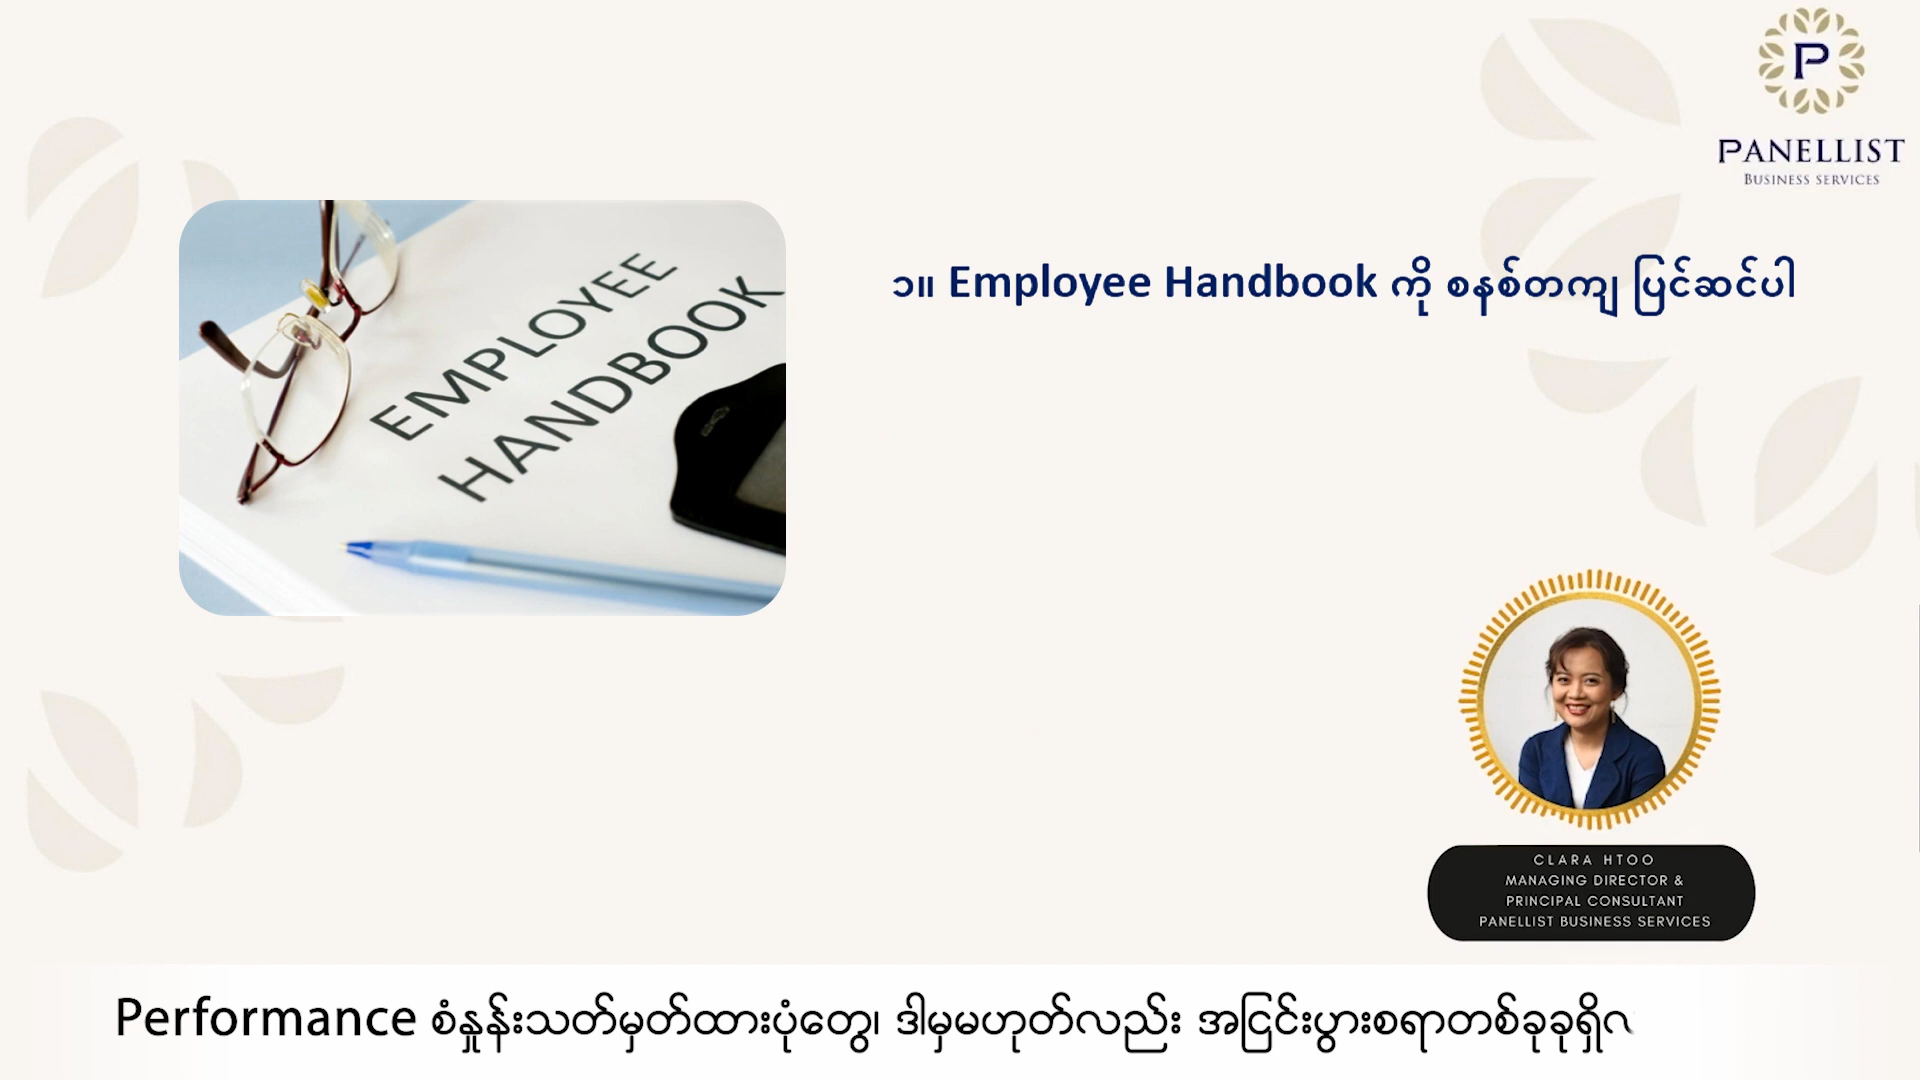 P
PANELLIST
BUSINESS SERVICES
EMPLOYEE
HANDBOOK
၁။ Employee Handbook ကို စနစ်တကျ ပြင်ဆင်ပါ
CLARA HTOO
MANAGING DIRECTOR &
PRINCIPAL CONSULTANT
PANELLIST BUSINESS SERVICES
Performance စံနှုန်းသတ်မှတ်ထားပုံတွေ၊ ဒါမှမဟုတ်လည်း အငြင်းပွားစရာတစ်ခုခုရှိ